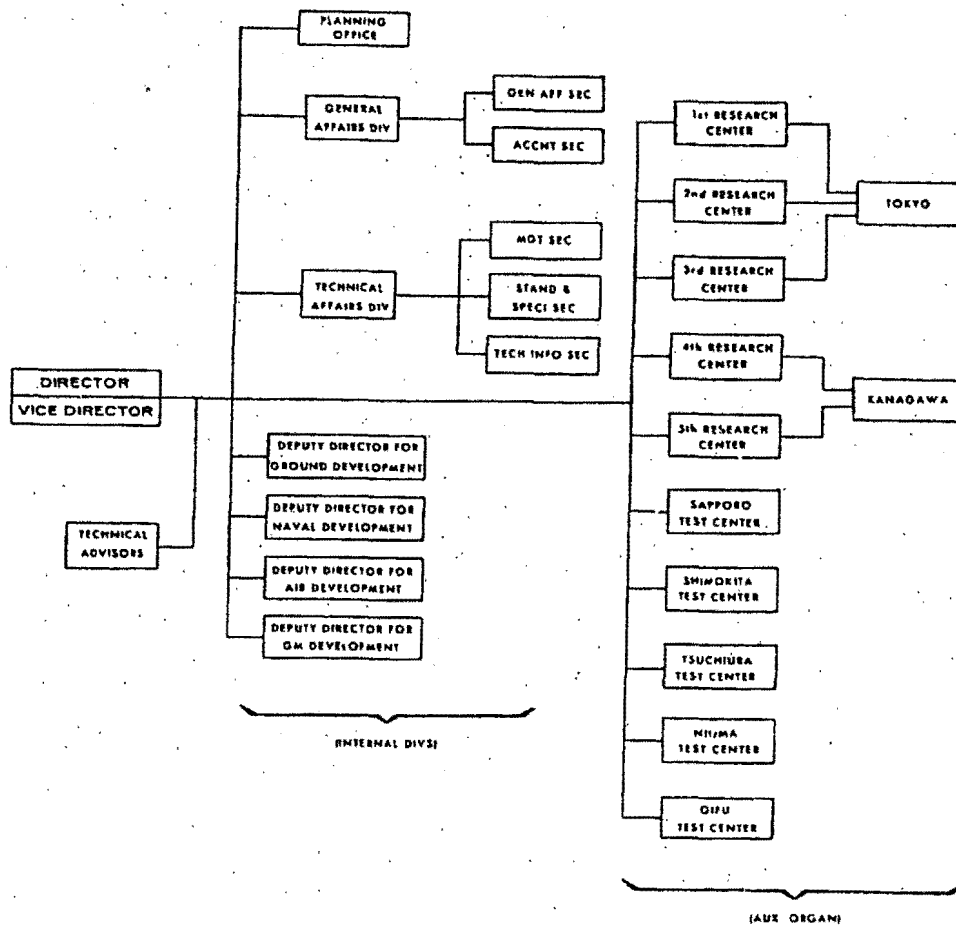 PLANNING
OFFICE
GENERAL
AFFAIRS DIV
GEN AFF SEC
ACCNT SEC
TECHNICAL
AFFAIRS DIV
MGT SEC
STAND &
SPECI SEC
TECH INFO SEC
DIRECTOR
VICE DIRECTOR
TECHNICAL
ADVISORS
DEPUTY DIRECTOR FOR
GROUND DEVELOPMENT
DEPUTY DIRECTOR FOR
NAVAL DEVELOPMENT
DEPUTY DIRECTOR FOR
AIR DEVELOPMENT
DEPUTY DIRECTOR FOR
GM DEVELOPMENT
(INTERNAL DIVS)
1st RESEARCH
CENTER
2nd RESEARCH
CENTER
3rd RESEARCH
CENTER
TOKYO
4th RESEARCH
CENTER
5th RESEARCH
CENTER
KANAGAWA
SAPPORO
TEST CENTER
SHIMOKITA
TEST CENTER
TSUCHIURA
TEST CENTER
NIIJIMA
TEST CENTER
GIFU
TEST CENTER
(AUX ORGAN)